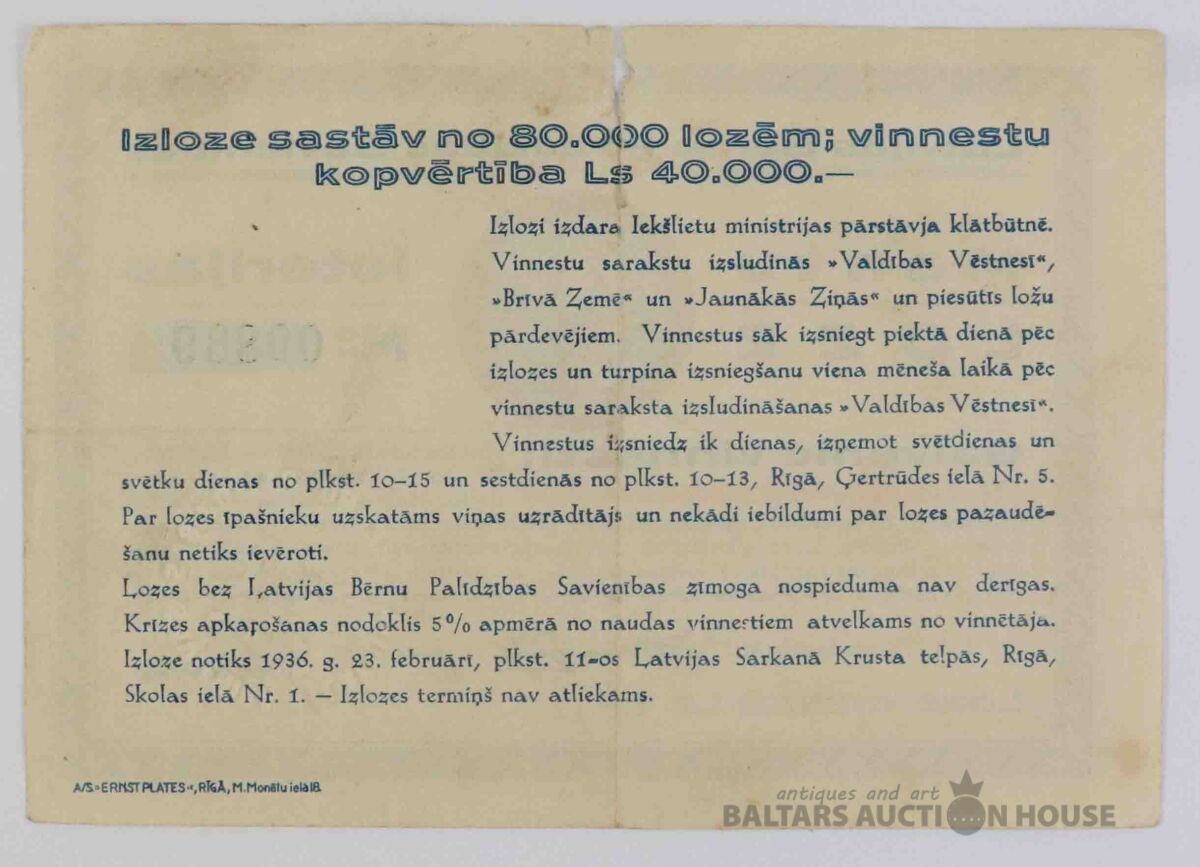 Izloze sastāv no 80.000 lozēm; vinnestu
kopvērtība Ls 40.000.—
Izlozi izdara Iekšlietu ministrijas pārstāvja klātbūtnē.
Vinnestu sarakstu izsludinās »Valdības Vēstnesī«,
»Brīvā Zemē« un »Jaunākās Ziņās« un piesūtīs ložu
pārdevējiem. Vinnestus sāk izsniegt piektā dienā pēc
izlozes un turpina izsniegšanu viena mēneša laikā pēc
vinnestu saraksta izsludināšanas »Valdības Vēstnesī«.
Vinnestus izsniedz ik dienas, izņemot svētdienas un
svētku dienas no plkst. 10–15 un sestdienās no plkst. 10–13, Rīgā, Ģertrūdes ielā Nr. 5.
Par lozes īpašnieku uzskatāms viņas uzrādītājs un nekādi iebildumi par lozes pazaudē-
šanu netiks ievēroti.
Lozes bez Latvijas Bērnu Palīdzības Savienības zīmoga nospieduma nav derīgas.
Krīzes apkaŗošanas nodoklis 5% apmērā no naudas vinnestiem atvelkams no vinnētāja.
Izloze notiks 1936. g. 23. februārī, plkst. 11-os Latvijas Sarkanā Krusta telpās, Rīgā,
Skolas ielā Nr. 1. — Izlozes termiņš nav atliekams.
A/S »ERNST PLATES«, RĪGĀ, M. Monētu ielā 18.
antiques and art
BALTARS AUCTION HOUSE